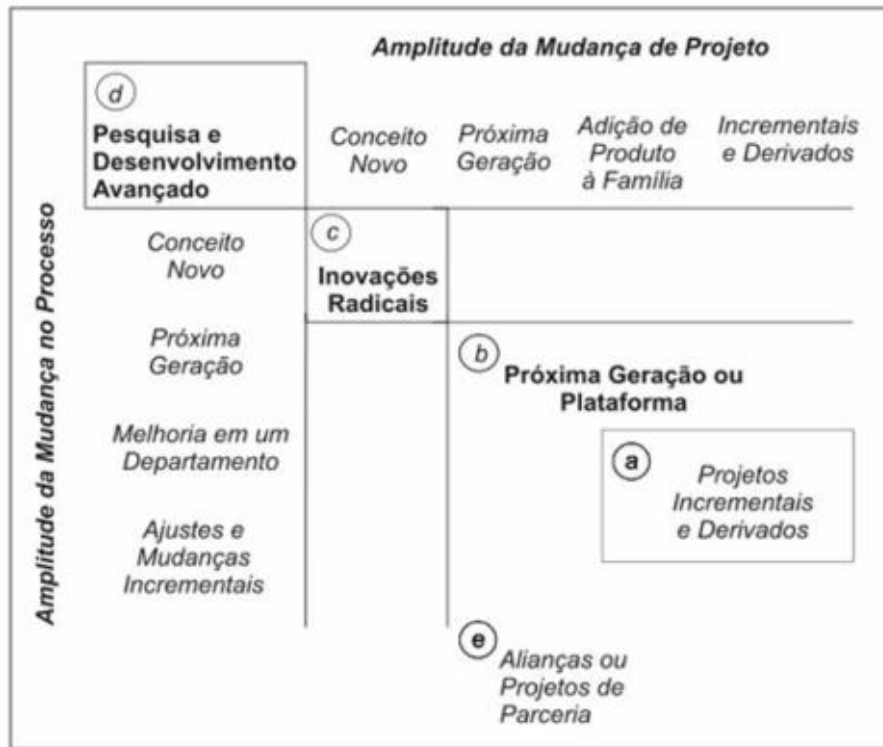 Amplitude da Mudança de Projeto
d
Pesquisa e
Desenvolvimento
Avançado
Conceito
Novo
Próxima
Geração
Adição de
Produto
à Família
Incrementais
e Derivados
Amplitude da Mudança no Processo
Conceito
Novo
c
Inovações
Radicais
Próxima
Geração
b
Próxima Geração ou
Plataforma
Melhoria em um
Departamento
a
Projetos
Incrementais
e Derivados
Ajustes e
Mudanças
Incrementais
e
Alianças ou
Projetos de
Parceria